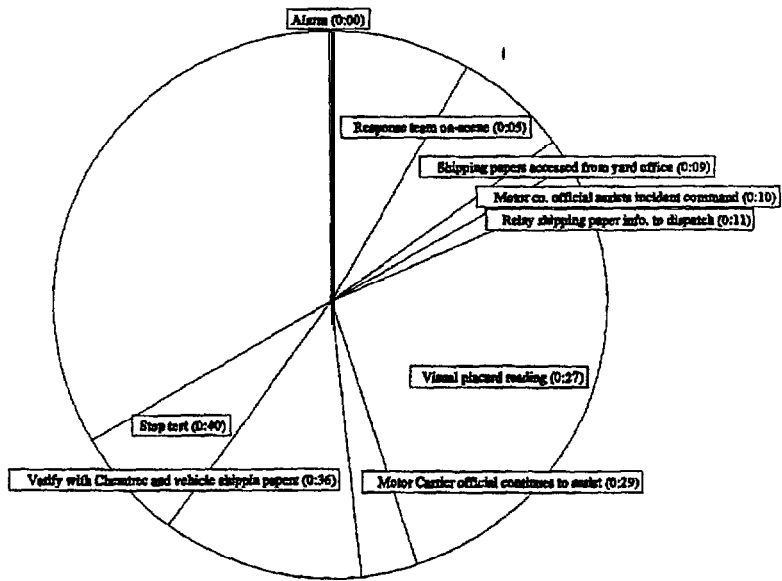 Alarm (0:00)
Response team on-scene (0:05)
Shipping papers accessed from yard office (0:09)
Motor co. official assists incident command (0:10)
Relay shipping paper info. to dispatch (0:11)
Visual placard reading (0:27)
Stop test (0:40)
Verify with Chemtrec and vehicle shippin papers (0:36)
Motor Carrier official continues to assist (0:29)